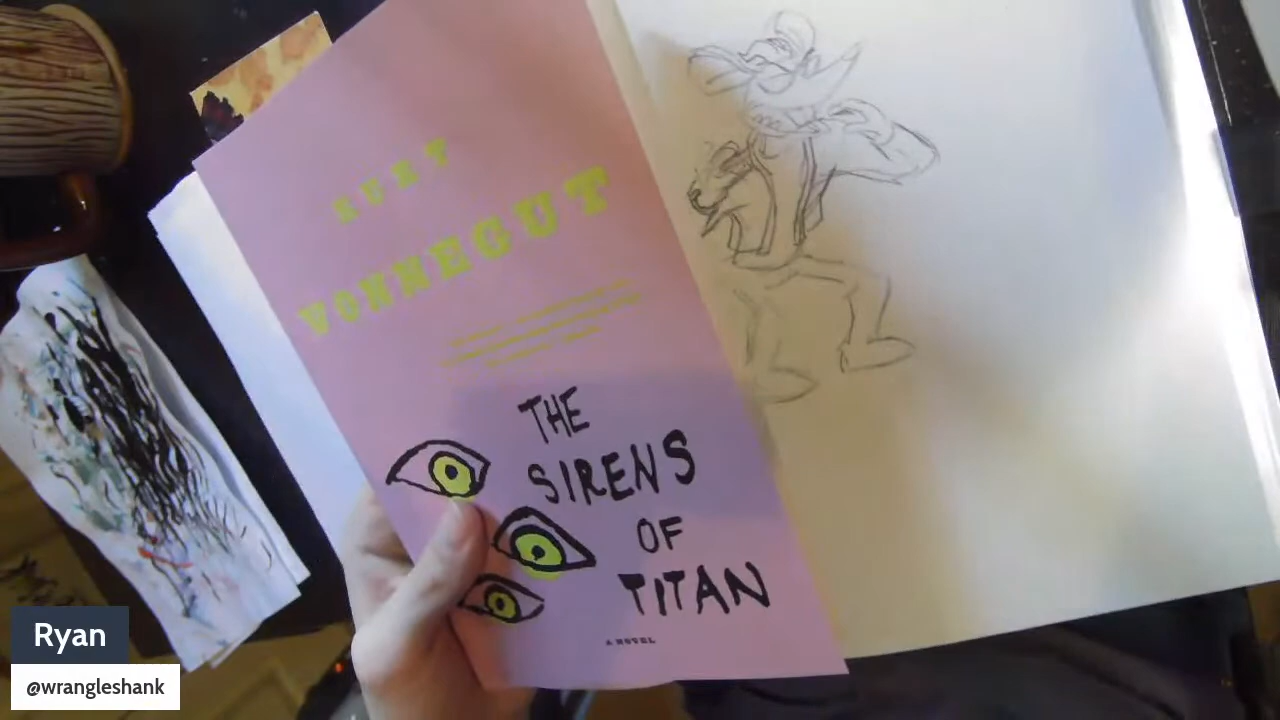 KURT
VONNEGUT
THE
SIRENS
OF
TITAN
A NOVEL
Ryan
@wrangleshank